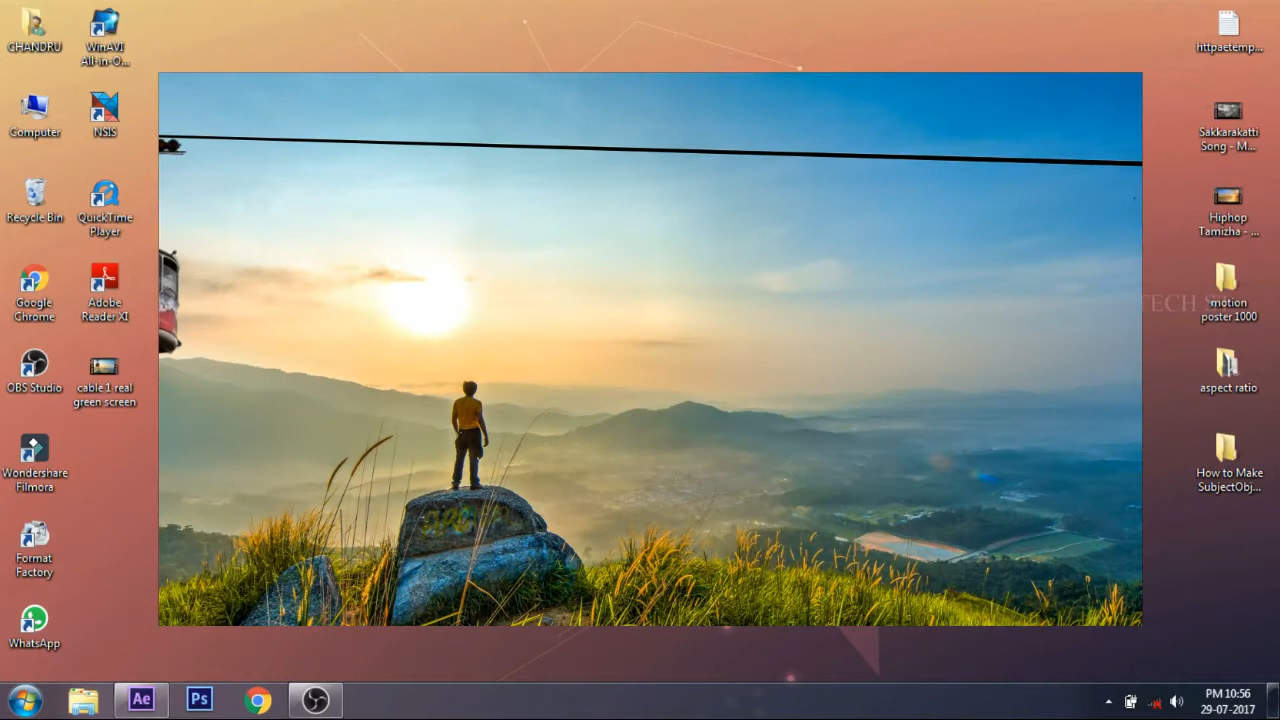 CHANDRU
WinAVI
All-in-O...
Computer
NSIS
Recycle Bin
QuickTime
Player
Google
Chrome
Adobe
Reader XI
OBS Studio
cable 1 real
green screen
Wondershare
Filmora
Format
Factory
WhatsApp
httpaetemp...
Sakkarakatti
Song - M...
Hiphop
Tamizha - ...
motion
poster 1000
TECH
aspect ratio
How to Make
SubjectObj...
Ae
Ps
PM 10:56
29-07-2017